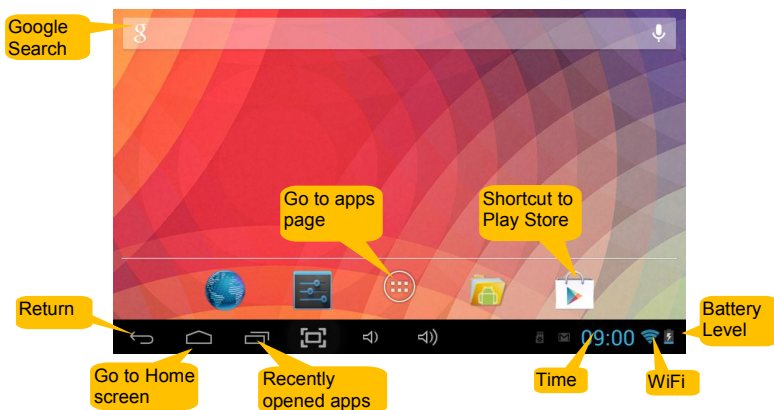 Google
Search
g
Go to apps
page
Shortcut to
Play Store
Return
09:00
Battery
Level
Go to Home
screen
Recently
opened apps
Time
WiFi